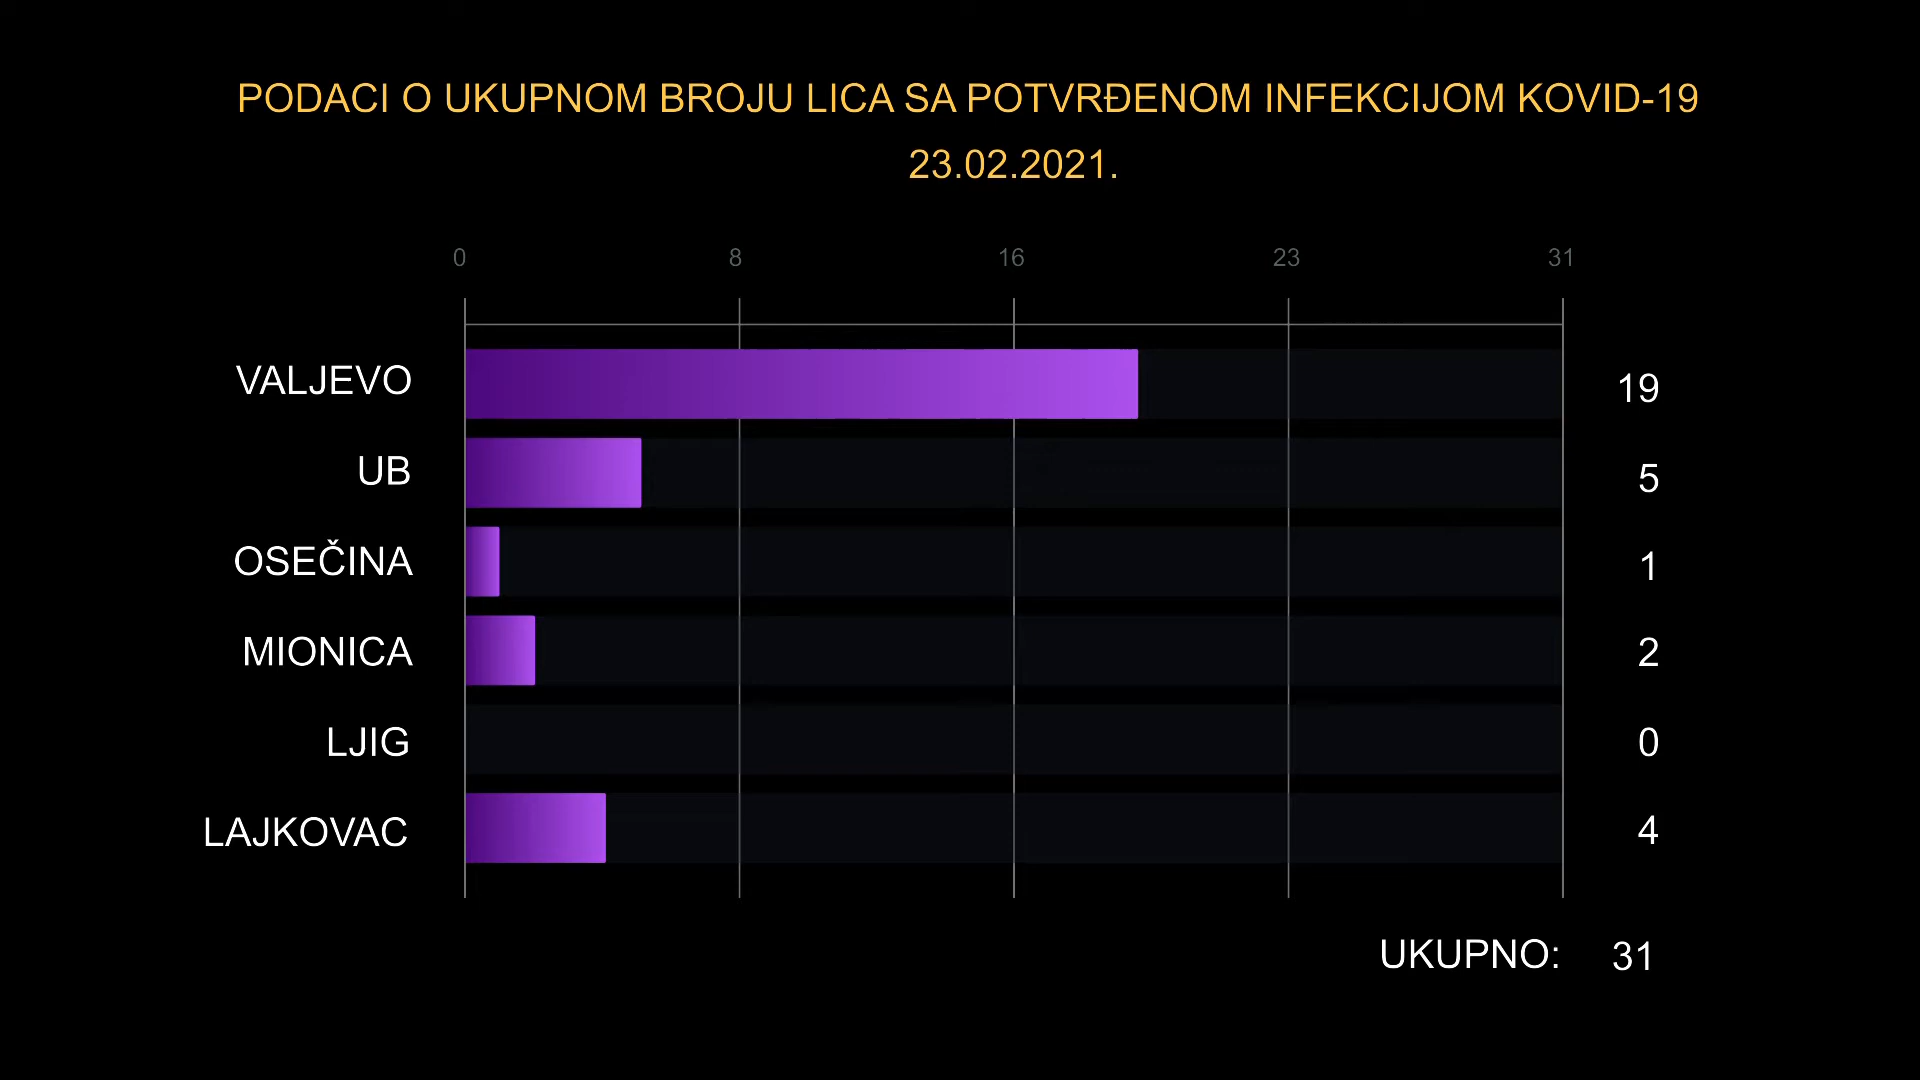 PODACI O UKUPNOM BROJU LICA SA POTVRĐENOM INFEKCIJOM KOVID-19
23.02.2021.
0 8 16 23 31
VALJEVO 19
UB 5
OSEČINA 1
MIONICA 2
LJIG 0
LAJKOVAC 4
UKUPNO: 31